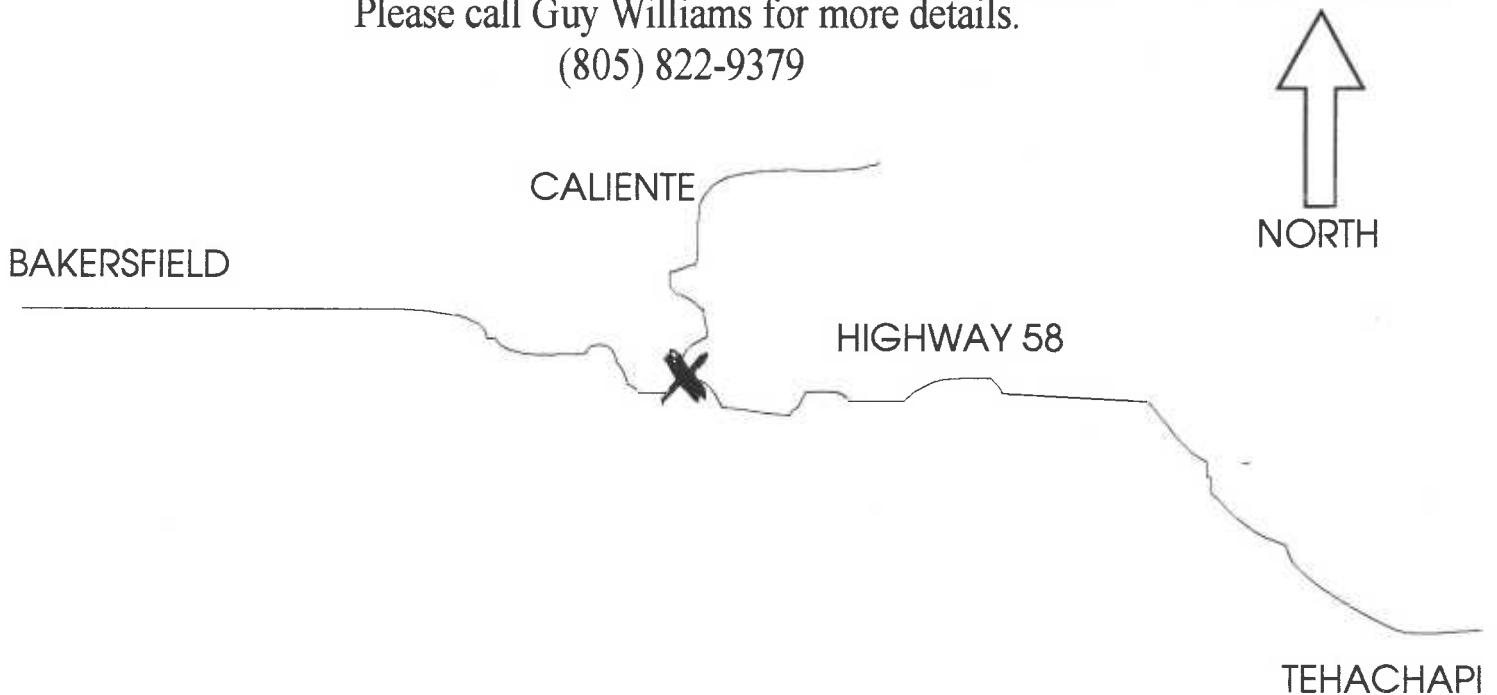 Please call Guy Williams for more details.
(805) 822-9379
CALIENTE
NORTH
BAKERSFIELD
HIGHWAY 58
TEHACHAPI